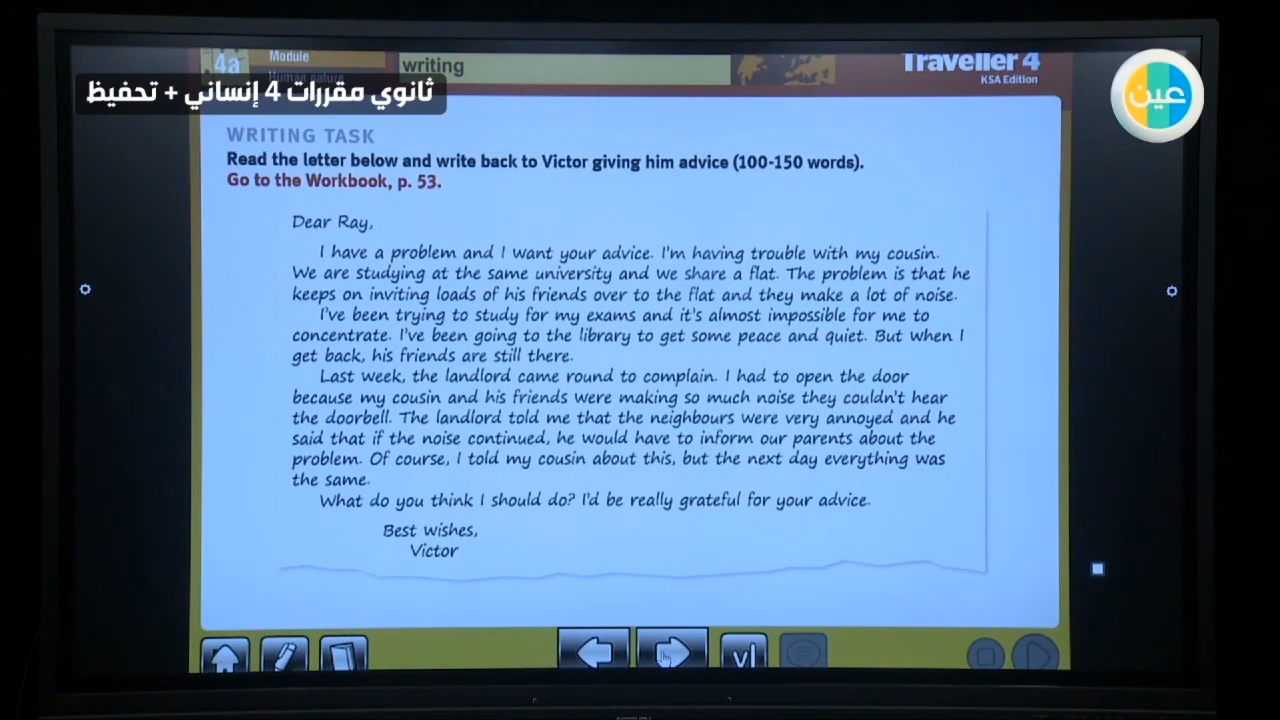 4a
Module
Human nature
writing
Traveller 4
KSA Edition
ثانوي مقررات 4 إنساني + تحفيظ
عين
WRITING TASK
Read the letter below and write back to Victor giving him advice (100-150 words).
Go to the Workbook, p. 53.
Dear Ray,
I have a problem and I want your advice. I'm having trouble with my cousin.
We are studying at the same university and we share a flat. The problem is that he
keeps on inviting loads of his friends over to the flat and they make a lot of noise.
I've been trying to study for my exams and it's almost impossible for me to
concentrate. I've been going to the library to get some peace and quiet. But when I
get back, his friends are still there.
Last week, the landlord came round to complain. I had to open the door
because my cousin and his friends were making so much noise they couldn't hear
the doorbell. The landlord told me that the neighbours were very annoyed and he
said that if the noise continued, he would have to inform our parents about the
problem. Of course, I told my cousin about this, but the next day everything was
the same.
What do you think I should do? I'd be really grateful for your advice.
Best wishes,
Victor